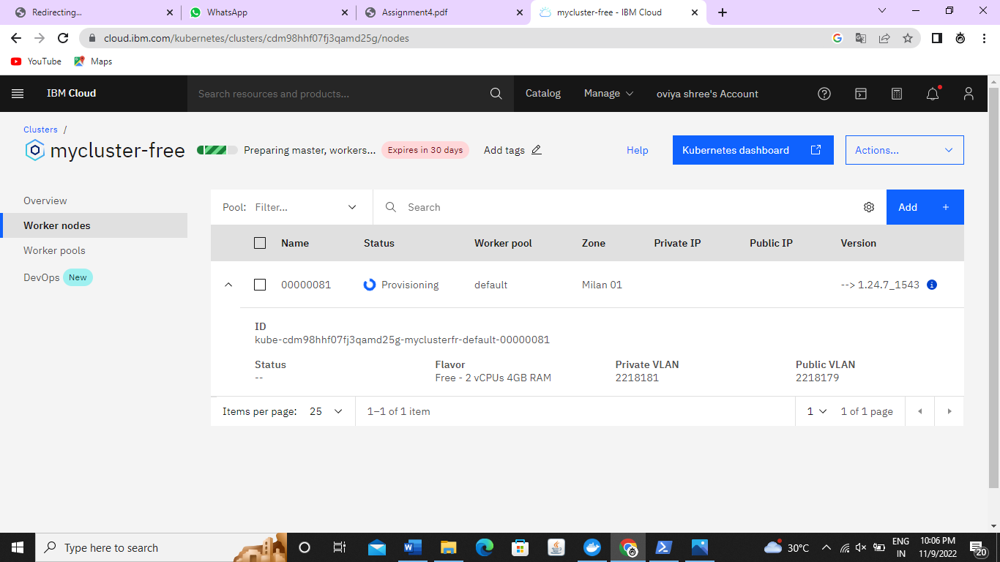 Redirecting...
WhatsApp
Assignment4.pdf
mycluster-free - IBM Cloud
cloud.ibm.com/kubernetes/clusters/cdm98hhf07fj3qamd25g/nodes
YouTube
Maps
IBM Cloud
Search resources and products...
Catalog
Manage
oviya shree's Account
Clusters /
mycluster-free
Preparing master, workers...
Expires in 30 days
Add tags
Help
Kubernetes dashboard
Actions...
Overview
Worker nodes
Worker pools
DevOps New
Pool: Filter...
Search
Add +
Name Status Worker pool Zone Private IP Public IP Version
00000081 Provisioning default Milan 01 --> 1.24.7_1543
ID
kube-cdm98hhf07fj3qamd25g-myclusterfr-default-00000081
Status Flavor Private VLAN Public VLAN
-- Free - 2 vCPUs 4GB RAM 2218181 2218179
Items per page: 25 1–1 of 1 item 1 1 of 1 page
Type here to search
30°C
ENG
IN
10:06 PM
11/9/2022
20